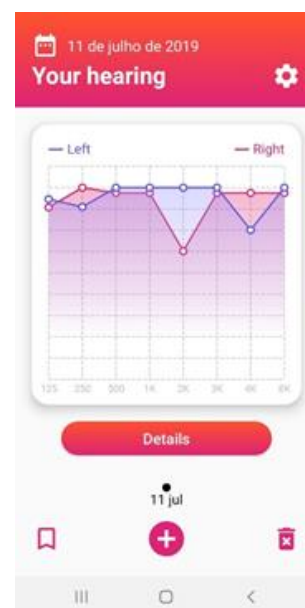 11 de julho de 2019
Your hearing
Left
Right
125 250 500 1K 2K 3K 4K 8K
Details
11 jul